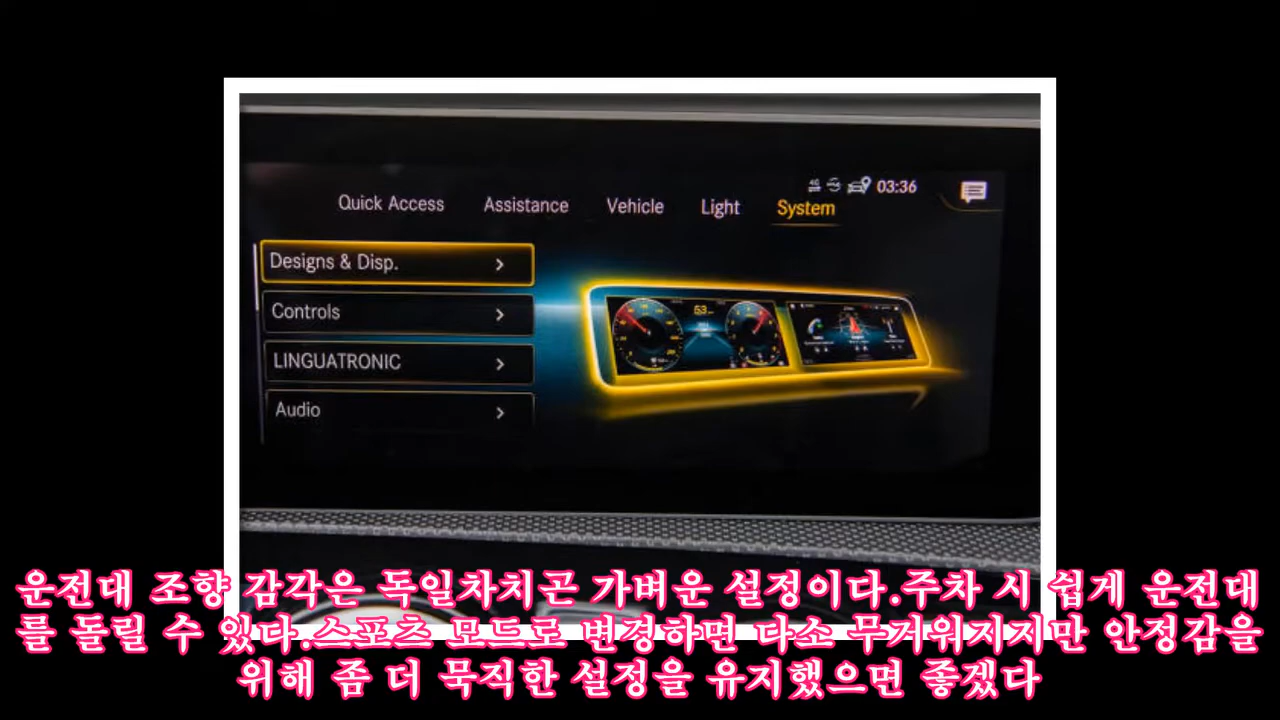 03:36
Quick Access Assistance Vehicle Light System
Designs & Disp.
Controls
LINGUATRONIC
Audio
운전대 조향 감각은 독일차치곤 가벼운 설정이다.주차 시 쉽게 운전대
를 돌릴 수 있다.스포츠 모드로 변경하면 다소 무거워지지만 안정감을
위해 좀 더 묵직한 설정을 유지했으면 좋겠다